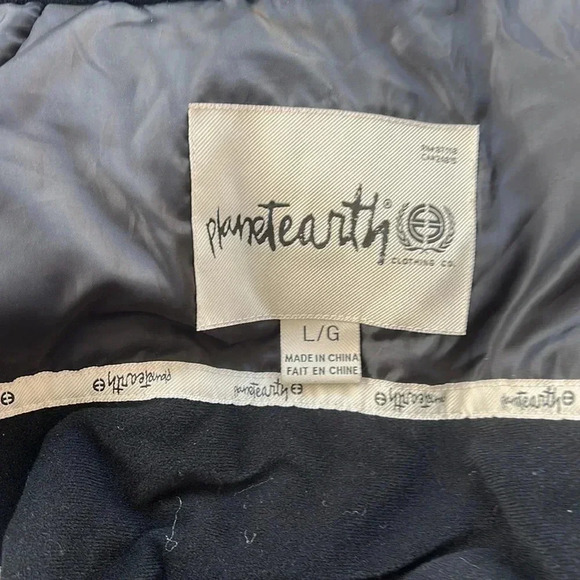 planetearth®
CLOTHING CO.
L/G
MADE IN CHINA
FAIT EN CHINE
planetearth planetearth planetearth planetearth